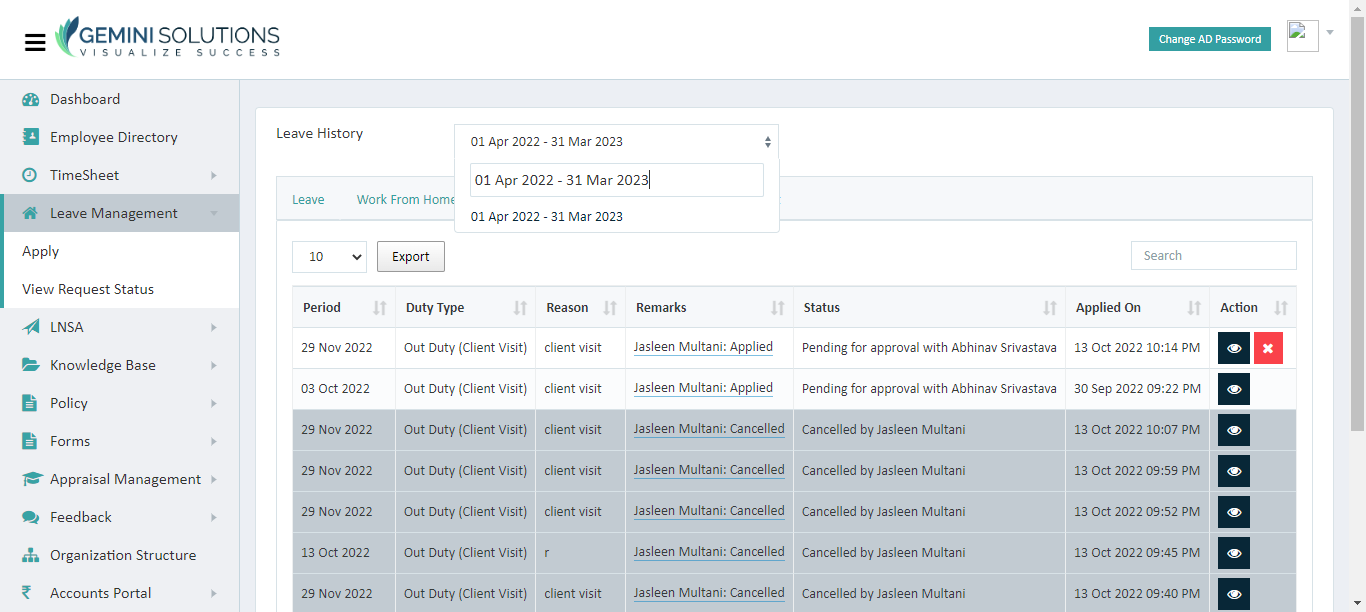 GEMINI SOLUTIONS
VISUALIZE SUCCESS
Change AD Password
Dashboard
Employee Directory
TimeSheet
Leave Management
Apply
View Request Status
LNSA
Knowledge Base
Policy
Forms
Appraisal Management
Feedback
Organization Structure
Accounts Portal
Leave History
01 Apr 2022 - 31 Mar 2023
01 Apr 2022 - 31 Mar 2023
01 Apr 2022 - 31 Mar 2023
Leave Work From Home
10 Export Search
Period Duty Type Reason Remarks Status Applied On Action
29 Nov 2022 Out Duty (Client Visit) client visit Jasleen Multani: Applied Pending for approval with Abhinav Srivastava 13 Oct 2022 10:14 PM
03 Oct 2022 Out Duty (Client Visit) client visit Jasleen Multani: Applied Pending for approval with Abhinav Srivastava 30 Sep 2022 09:22 PM
29 Nov 2022 Out Duty (Client Visit) client visit Jasleen Multani: Cancelled Cancelled by Jasleen Multani 13 Oct 2022 10:07 PM
29 Nov 2022 Out Duty (Client Visit) client visit Jasleen Multani: Cancelled Cancelled by Jasleen Multani 13 Oct 2022 09:59 PM
29 Nov 2022 Out Duty (Client Visit) client visit Jasleen Multani: Cancelled Cancelled by Jasleen Multani 13 Oct 2022 09:52 PM
13 Oct 2022 Out Duty (Client Visit) r Jasleen Multani: Cancelled Cancelled by Jasleen Multani 13 Oct 2022 09:45 PM
29 Nov 2022 Out Duty (Client Visit) client visit Jasleen Multani: Cancelled Cancelled by Jasleen Multani 13 Oct 2022 09:40 PM